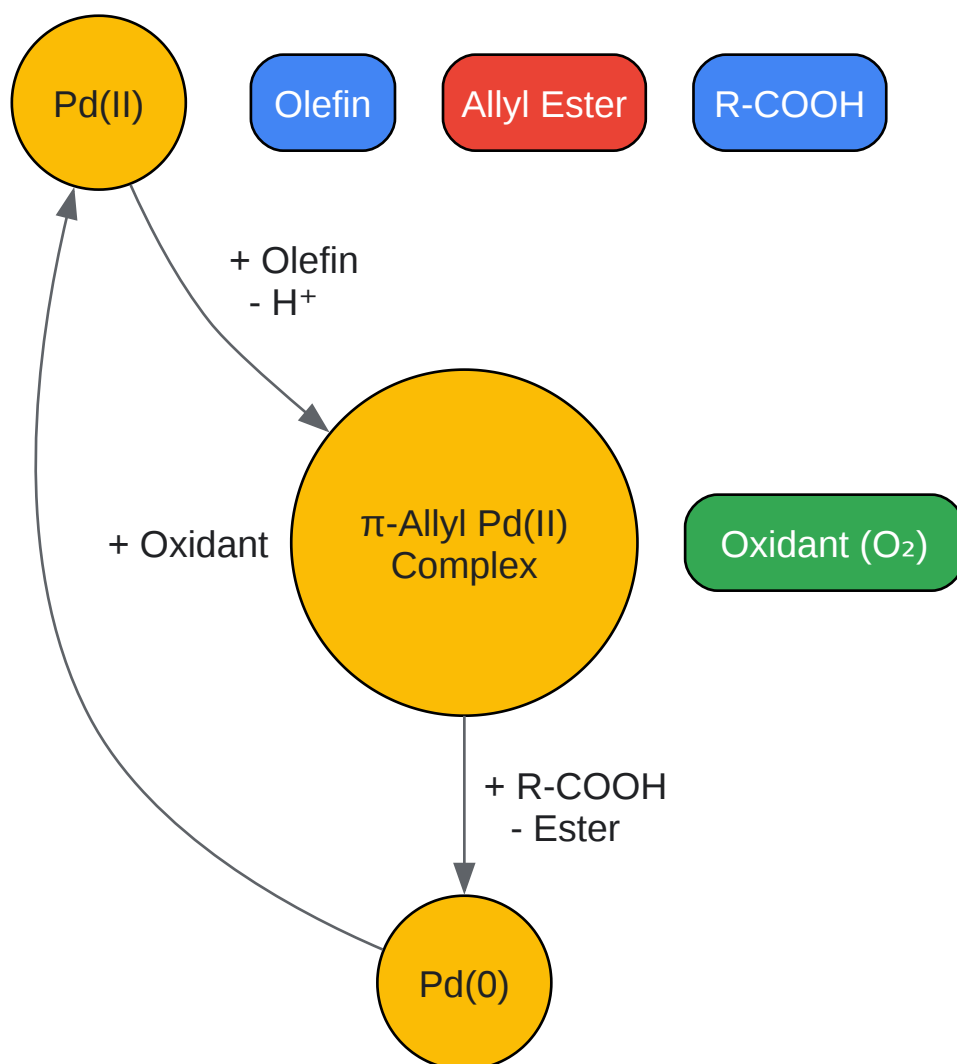 Pd(II)
Olefin
Allyl Ester
R-COOH
+ Olefin
- H⁺
+ Oxidant
π-Allyl Pd(II)
Complex
Oxidant (O₂)
+ R-COOH
- Ester
Pd(0)